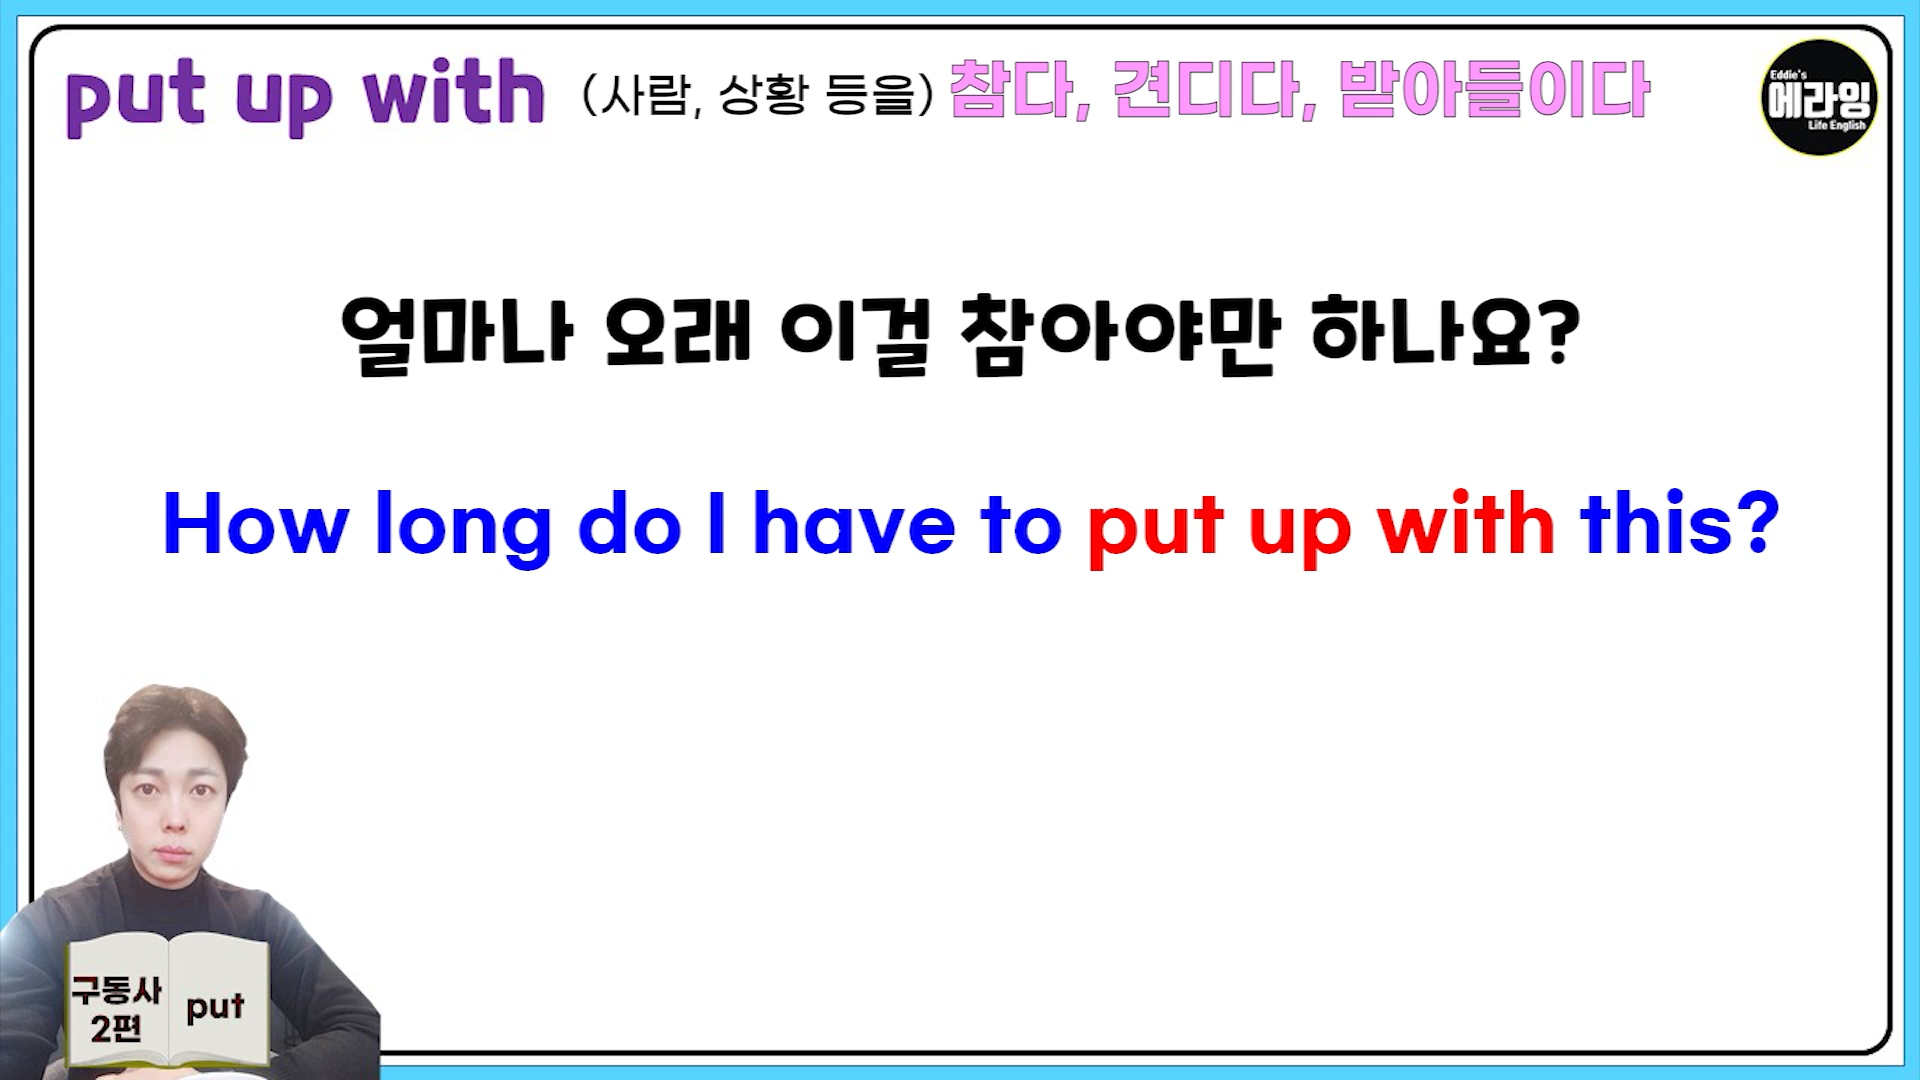 put up with (사람, 상황 등을) 참다, 견디다, 받아들이다
Eddie's
에라잉
Life English
얼마나 오래 이걸 참아야만 하나요?
How long do I have to put up with this?
구동사
2편
put